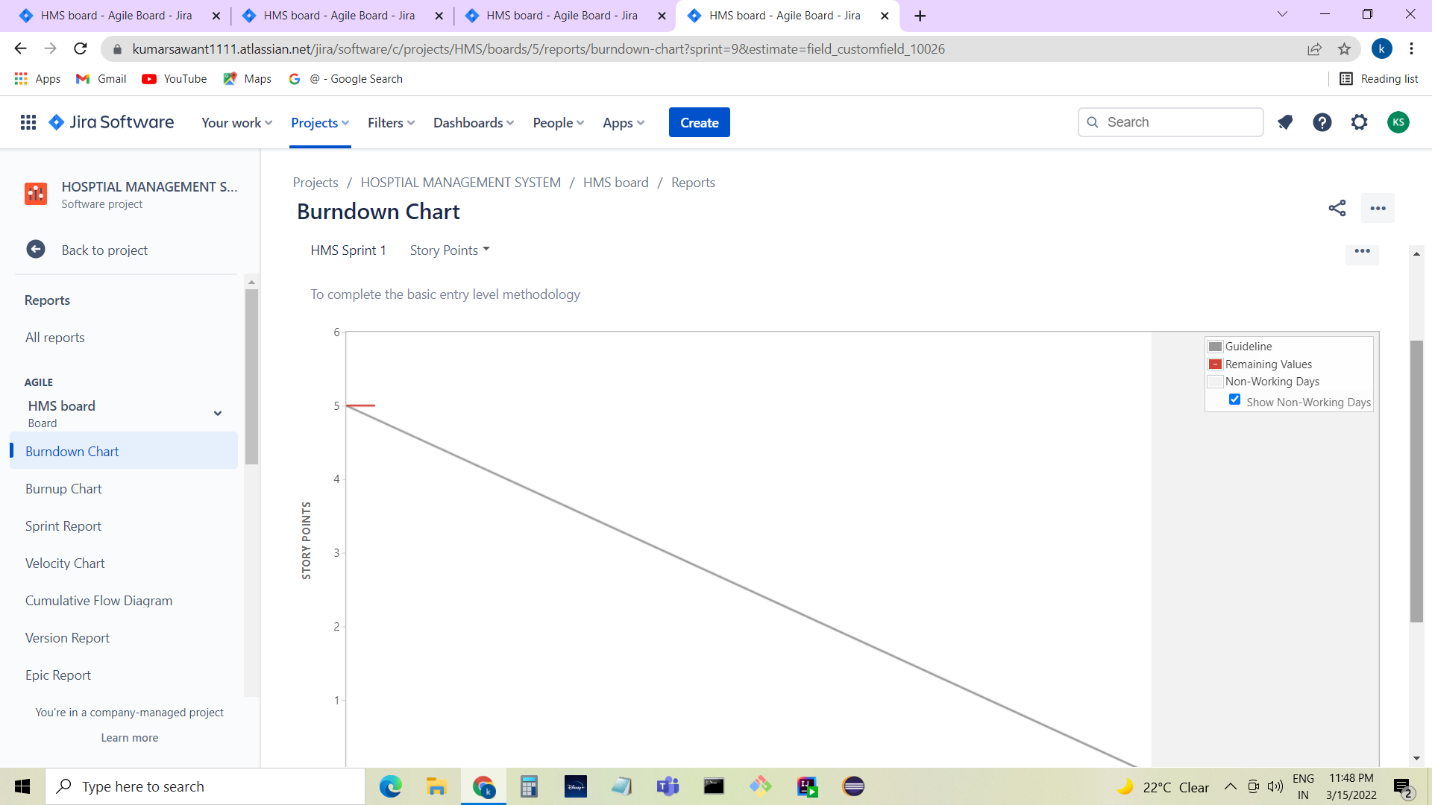 HMS board - Agile Board - Jira
HMS board - Agile Board - Jira
HMS board - Agile Board - Jira
HMS board - Agile Board - Jira
kumarsawant1111.atlassian.net/jira/software/c/projects/HMS/boards/5/reports/burndown-chart?sprint=9&estimate=field_customfield_10026
k
Apps
Gmail
YouTube
Maps
@ - Google Search
Reading list
Jira Software
Your work
Projects
Filters
Dashboards
People
Apps
Create
Search
KS
HOSPTIAL MANAGEMENT S...
Software project
Back to project
Reports
All reports
AGILE
HMS board
Board
Burndown Chart
Burnup Chart
Sprint Report
Velocity Chart
Cumulative Flow Diagram
Version Report
Epic Report
You're in a company-managed project
Learn more
Projects / HOSPTIAL MANAGEMENT SYSTEM / HMS board / Reports
Burndown Chart
HMS Sprint 1
Story Points
To complete the basic entry level methodology
6
5
4
3
2
1
STORY POINTS
Guideline
Remaining Values
Non-Working Days
Show Non-Working Days
Type here to search
22°C Clear
ENG
IN
11:48 PM
3/15/2022
2